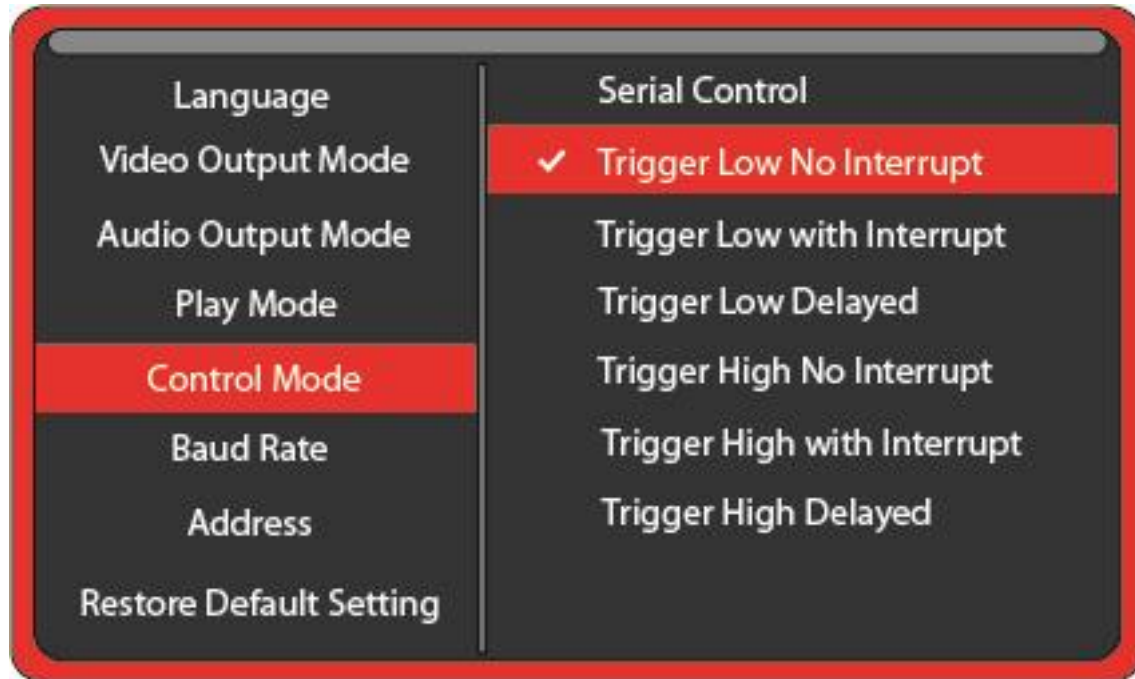 Language
Video Output Mode
Audio Output Mode
Play Mode
Control Mode
Baud Rate
Address
Restore Default Setting
Serial Control
✓ Trigger Low No Interrupt
Trigger Low with Interrupt
Trigger Low Delayed
Trigger High No Interrupt
Trigger High with Interrupt
Trigger High Delayed